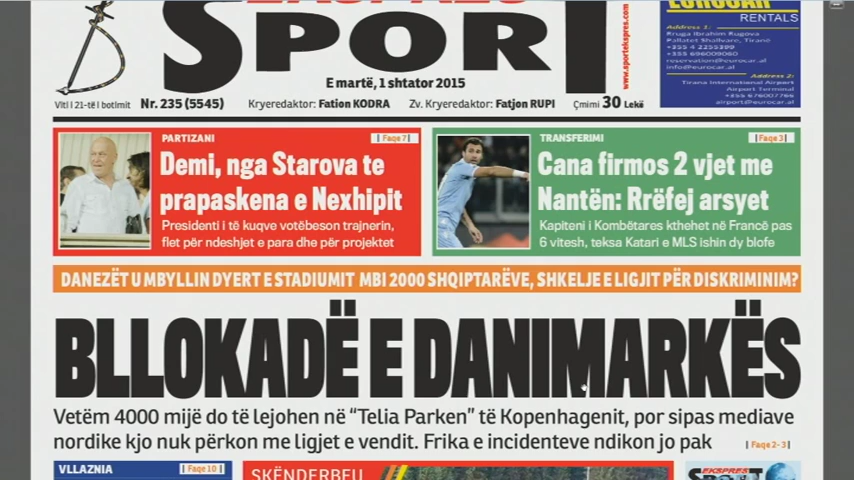 EKSPRES
SPORT
www.sportekspres.com
EUROCAR
RENTALS
Address 1:
Rruga Ibrahim Rugova
Pallatet Shallvare, Tiranë
+355 4 2255399
+355 696009060
reservation@eurocar.al
info@eurocar.al
Address 2:
Tirana International Airport
Airport Terminal
+355 676007766
airport@eurocar.al
E martë, 1 shtator 2015
Viti i 21-të i botimit Nr. 235 (5545) Kryeredaktor: Fation KODRA Zv. Kryeredaktor: Fatjon RUPI Çmimi 30 Lekë
PARTIZANI Faqe 7
Demi, nga Starova te
prapaskena e Nexhipit
Presidenti i të kuqve votëbeson trajnerin,
flet për ndeshjet e para dhe për projektet
TRANSFERIMI Faqe 3
Cana firmos 2 vjet me
Nantën: Rrëfej arsyet
Kapiteni i Kombëtares kthehet në Francë pas
6 vitesh, teksa Katari e MLS ishin dy blofe
DANEZËT U MBYLLIN DYERT E STADIUMIT MBI 2000 SHQIPTARËVE, SHKELJE E LIGJIT PËR DISKRIMINIM?
BLLOKADË E DANIMARKËS
Vetëm 4000 mijë do të lejohen në “Telia Parken” të Kopenhagenit, por sipas mediave
nordike kjo nuk përkon me ligjet e vendit. Frika e incidenteve ndikon jo pak Faqe 2-3
VLLAZNIA Faqe 10
SKËNDERBEU
EKSPRES
SPORT